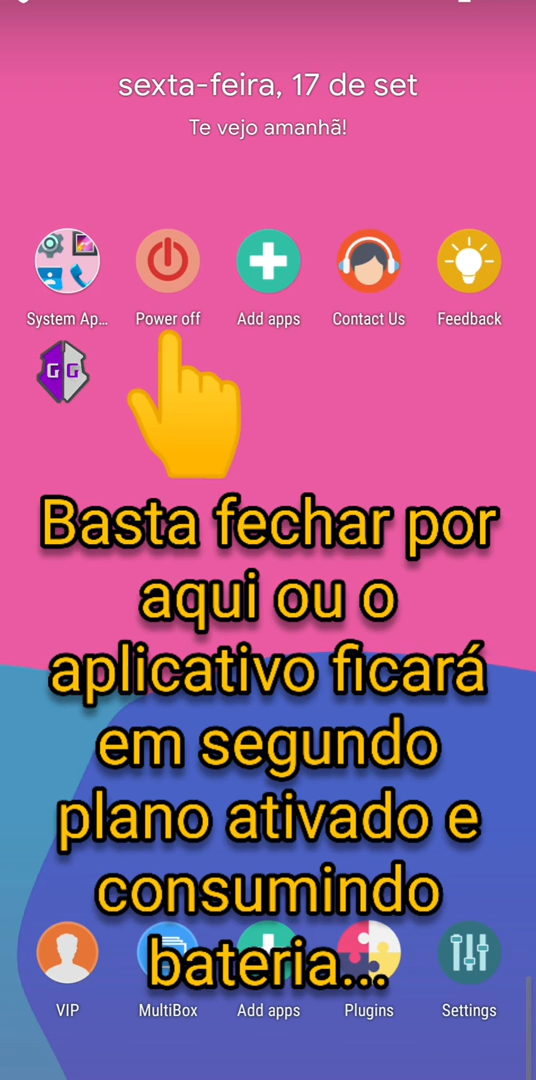 sexta-feira, 17 de set
Te vejo amanhã!
System Ap...
Power off
Add apps
Contact Us
Feedback
GG
Basta fechar por
aqui ou o
aplicativo ficará
em segundo
plano ativado e
consumindo
bateria...
VIP
MultiBox
Add apps
Plugins
Settings